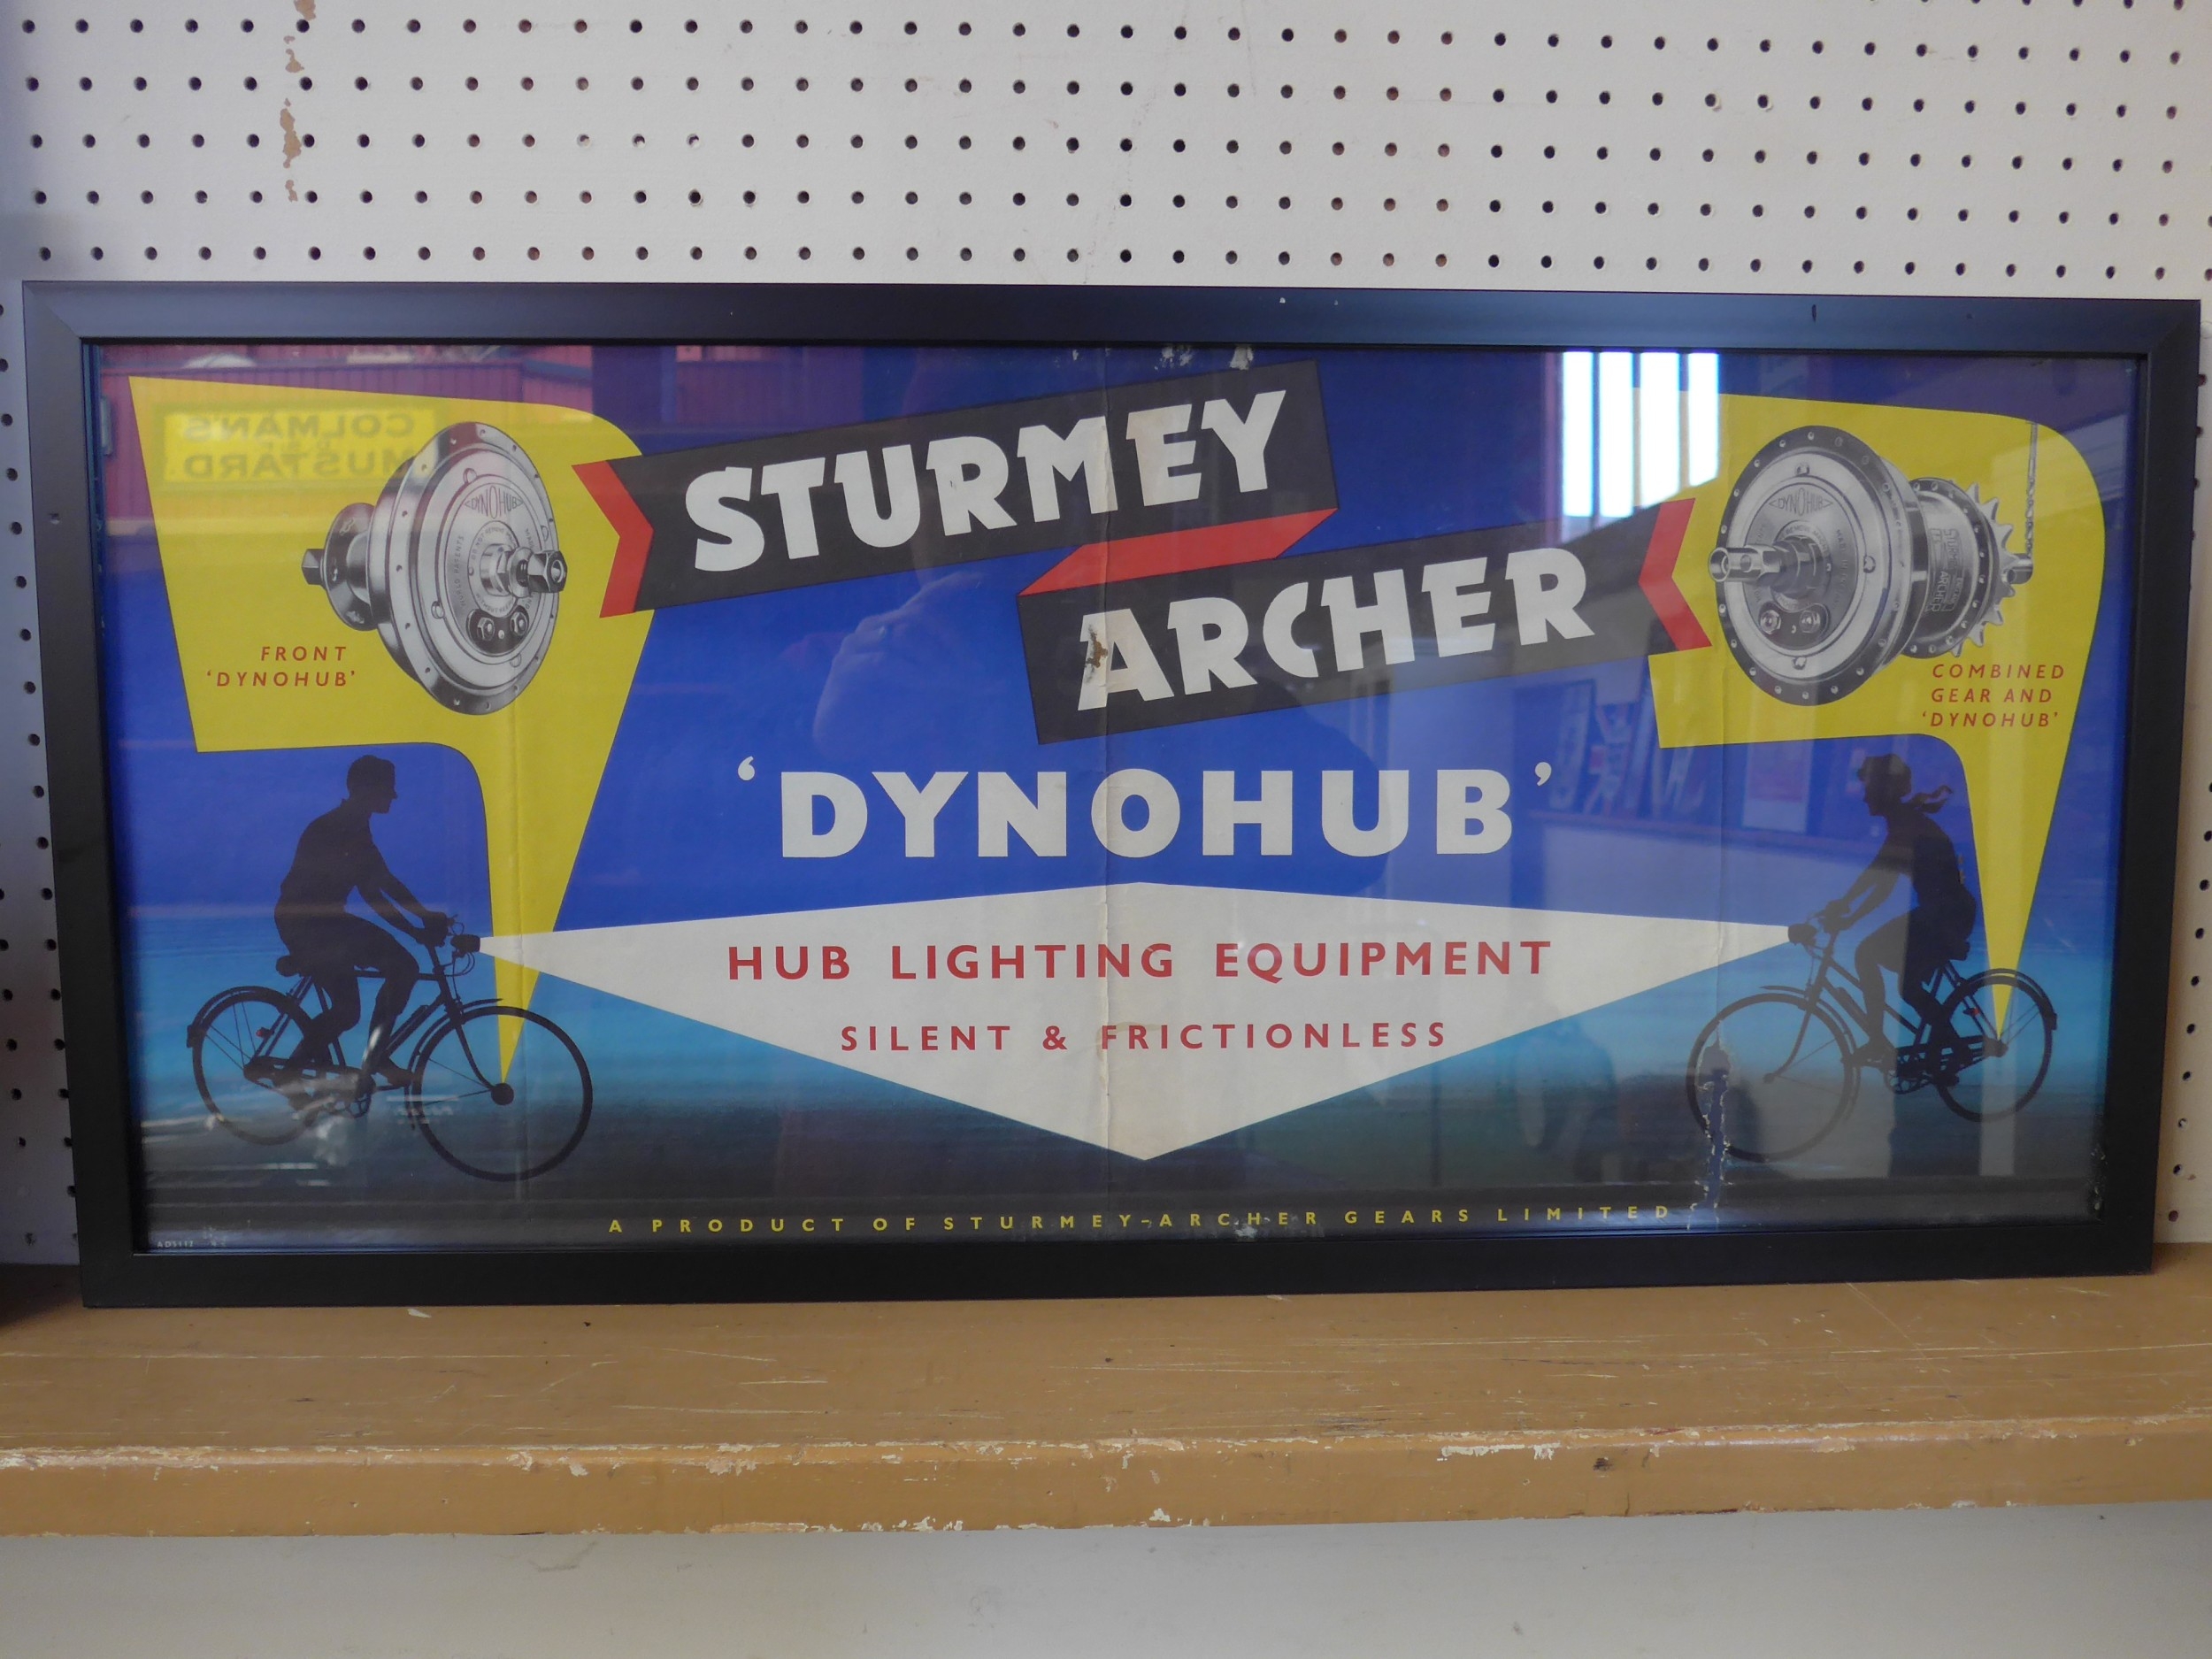 STURMEY
ARCHER
‘DYNOHUB’
HUB LIGHTING EQUIPMENT
SILENT & FRICTIONLESS
FRONT
‘DYNOHUB’
DYNOHUB
COMBINED
GEAR AND
‘DYNOHUB’
DYNOHUB
A PRODUCT OF STURMEY-ARCHER GEARS LIMITED
COLMAN'S
MUSTARD